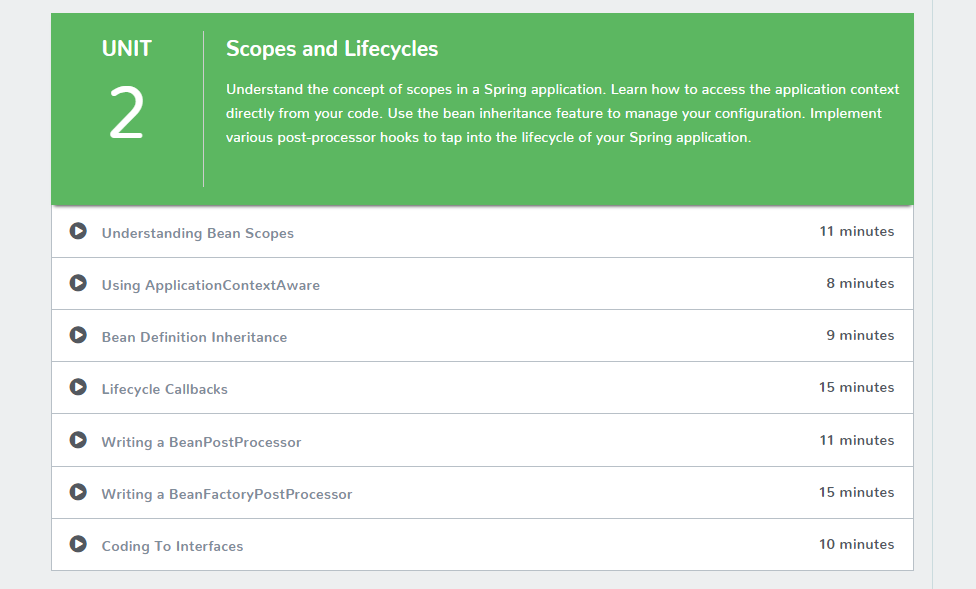 UNIT
2
Scopes and Lifecycles
Understand the concept of scopes in a Spring application. Learn how to access the application context
directly from your code. Use the bean inheritance feature to manage your configuration. Implement
various post-processor hooks to tap into the lifecycle of your Spring application.
Understanding Bean Scopes 11 minutes
Using ApplicationContextAware 8 minutes
Bean Definition Inheritance 9 minutes
Lifecycle Callbacks 15 minutes
Writing a BeanPostProcessor 11 minutes
Writing a BeanFactoryPostProcessor 15 minutes
Coding To Interfaces 10 minutes